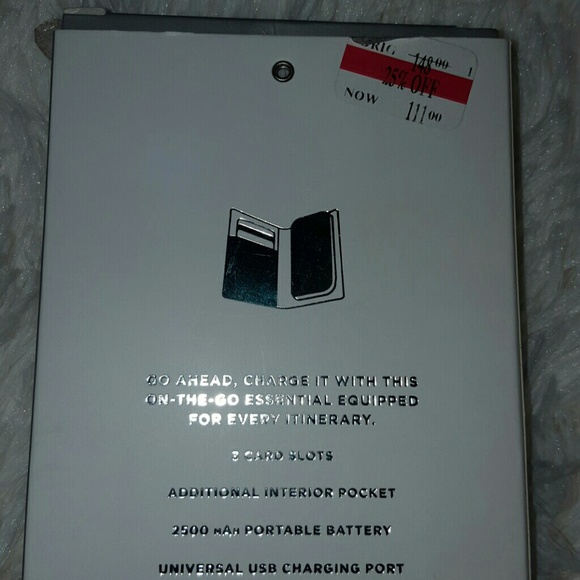 ORIG 148.00 1
25% OFF
NOW 111.00
GO AHEAD, CHARGE IT WITH THIS
ON-THE-GO ESSENTIAL EQUIPPED
FOR EVERY ITINERARY.
3 CARD SLOTS
ADDITIONAL INTERIOR POCKET
2500 mAh PORTABLE BATTERY
UNIVERSAL USB CHARGING PORT